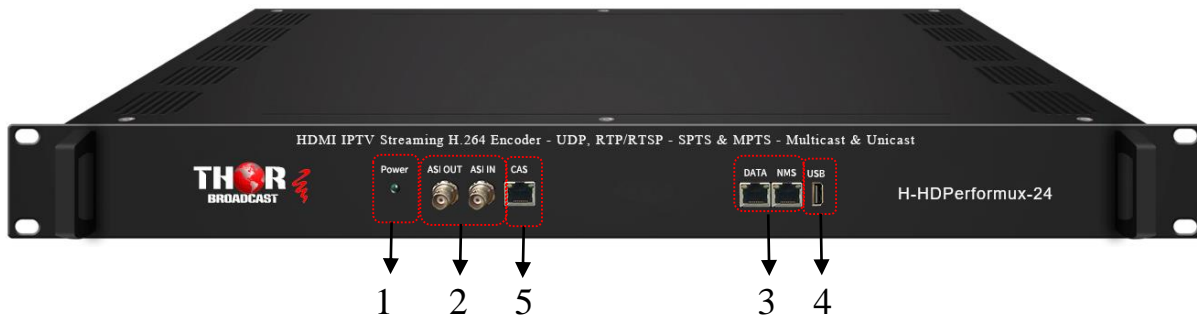 HDMI IPTV Streaming H.264 Encoder - UDP, RTP/RTSP - SPTS & MPTS - Multicast & Unicast
THOR
BROADCAST
Power
ASI OUT ASI IN
CAS
DATA NMS
USB
H-HDPerformux-24
1 2 5 3 4